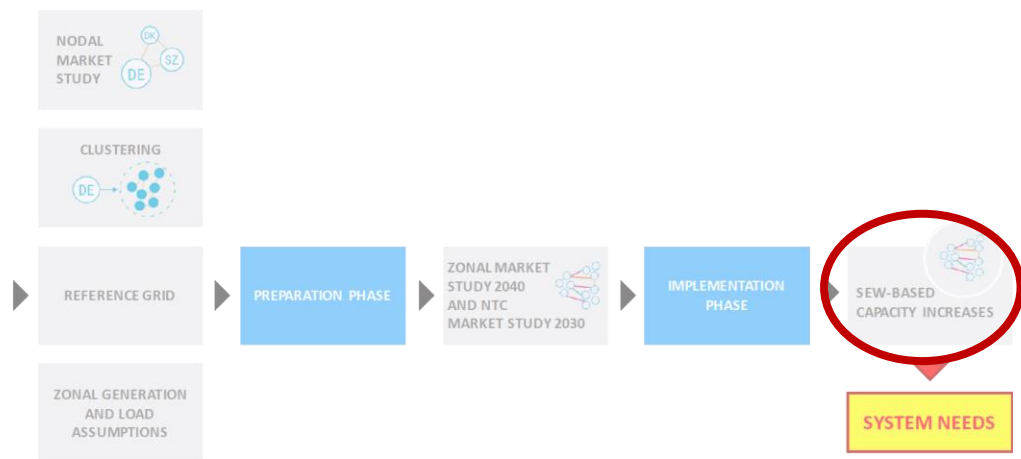 NODAL
MARKET
STUDY
DK
SZ
DE
CLUSTERING
DE
REFERENCE GRID
PREPARATION PHASE
ZONAL MARKET
STUDY 2040
AND NTC
MARKET STUDY 2030
IMPLEMENTATION
PHASE
SEW-BASED
CAPACITY INCREASES
ZONAL GENERATION
AND LOAD
ASSUMPTIONS
SYSTEM NEEDS